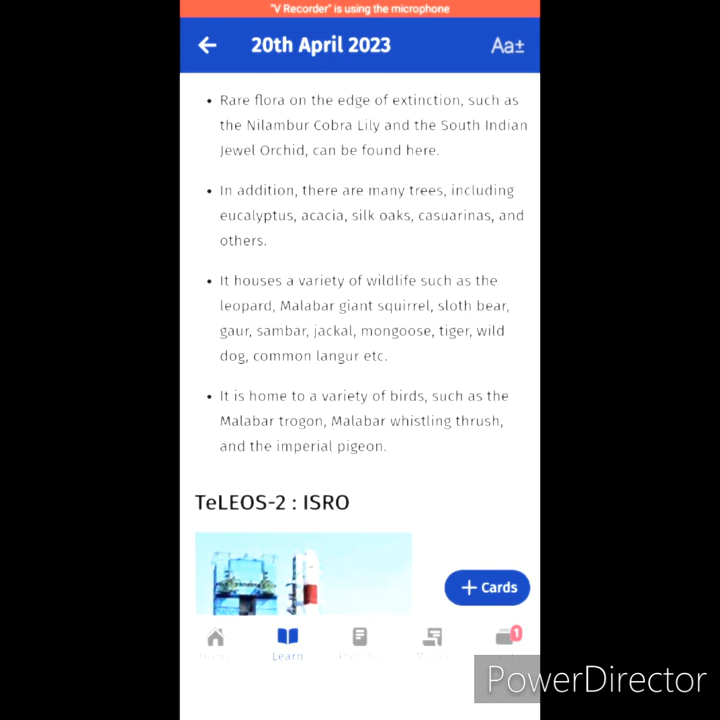 "V Recorder" is using the microphone
20th April 2023
Aa±
• Rare flora on the edge of extinction, such as
the Nilambur Cobra Lily and the South Indian
Jewel Orchid, can be found here.
• In addition, there are many trees, including
eucalyptus, acacia, silk oaks, casuarinas, and
others.
• It houses a variety of wildlife such as the
leopard, Malabar giant squirrel, sloth bear,
gaur, sambar, jackal, mongoose, tiger, wild
dog, common langur etc.
• It is home to a variety of birds, such as the
Malabar trogon, Malabar whistling thrush,
and the imperial pigeon.
TeLEOS-2 : ISRO
+ Cards
1
Learn
PowerDirector